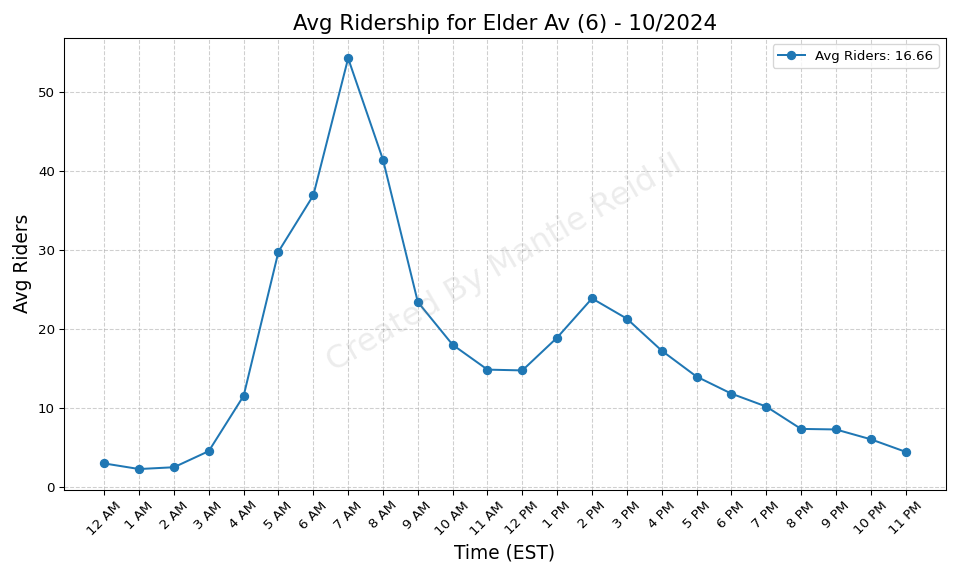 Avg Ridership for Elder Av (6) - 10/2024
Avg Riders: 16.66
Avg Riders
50
40
30
20
10
0
Created By Mantie Reid II
12 AM
1 AM
2 AM
3 AM
4 AM
5 AM
6 AM
7 AM
8 AM
9 AM
10 AM
11 AM
12 PM
1 PM
2 PM
3 PM
4 PM
5 PM
6 PM
7 PM
8 PM
9 PM
10 PM
11 PM
Time (EST)